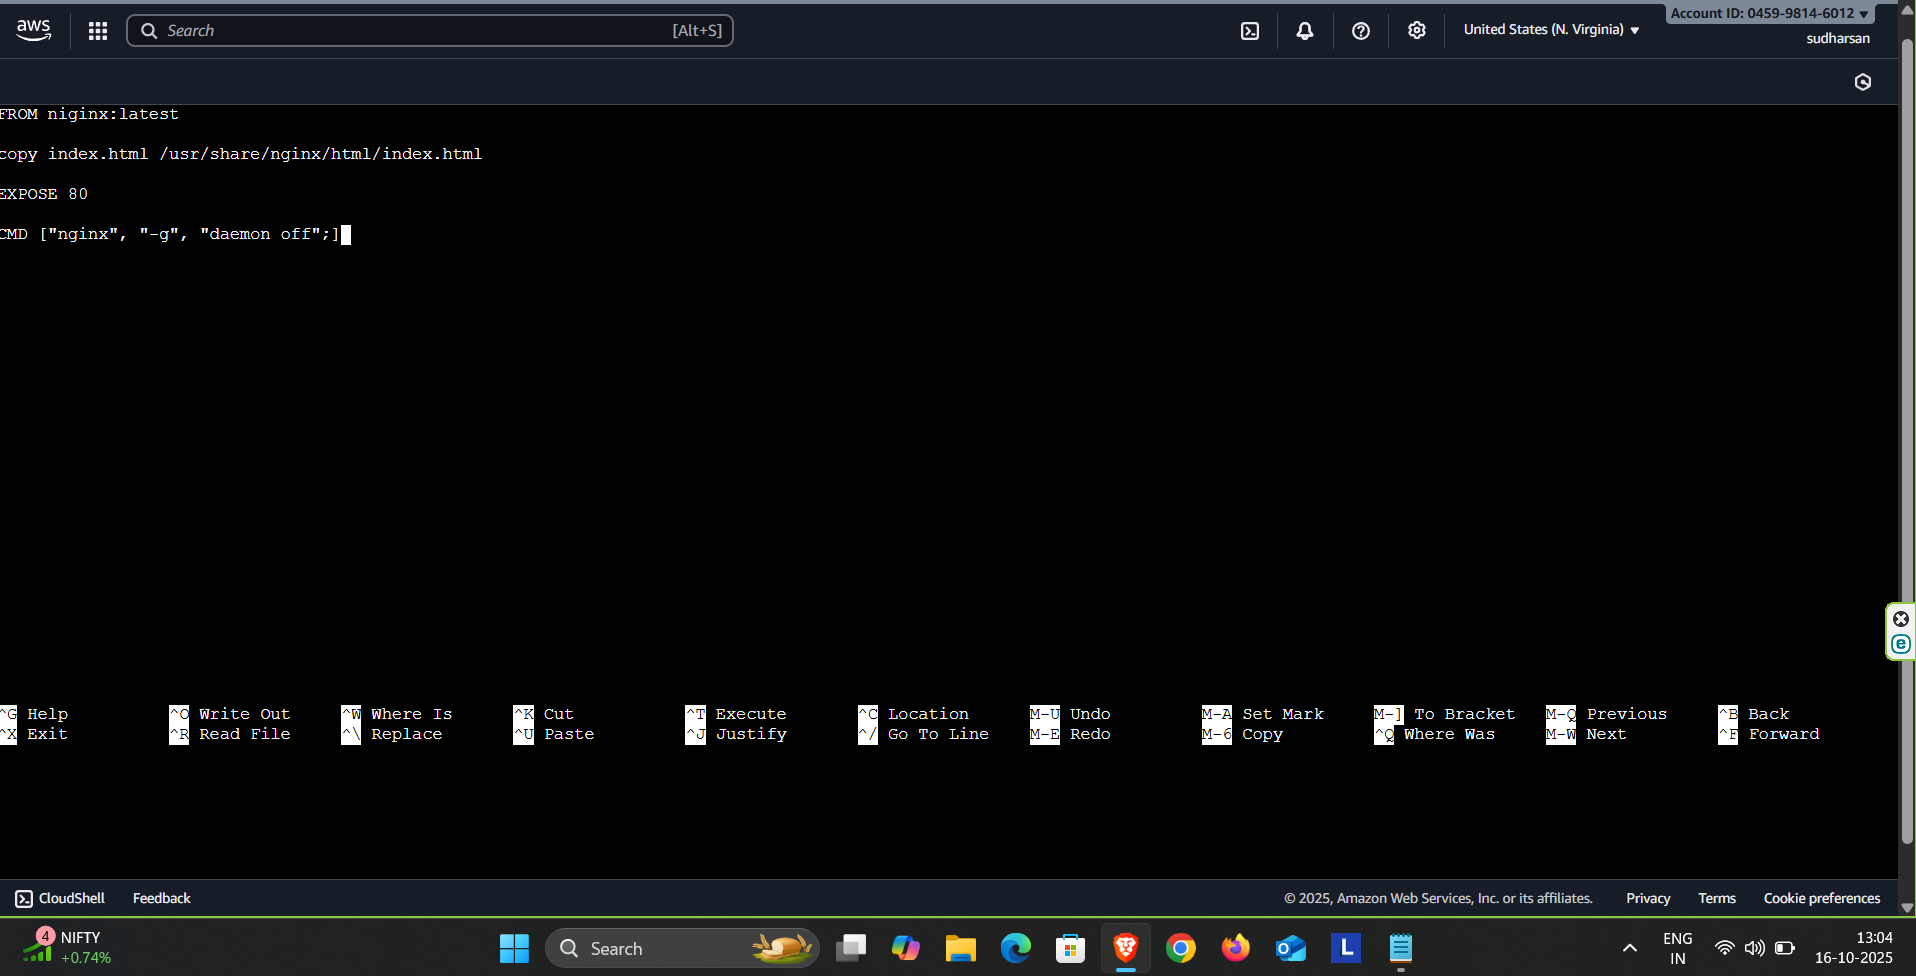 aws
Search
[Alt+S]
United States (N. Virginia)
Account ID: 0459-9814-6012
sudharsan
FROM niginx:latest
copy index.html /usr/share/nginx/html/index.html
EXPOSE 80
CMD ["nginx", "-g", "daemon off";]
^G Help ^O Write Out ^W Where Is ^K Cut ^T Execute ^C Location M-U Undo M-A Set Mark M-] To Bracket M-Q Previous ^B Back
^X Exit ^R Read File ^\ Replace ^U Paste ^J Justify ^/ Go To Line M-E Redo M-6 Copy ^Q Where Was M-W Next ^F Forward
CloudShell Feedback © 2025, Amazon Web Services, Inc. or its affiliates. Privacy Terms Cookie preferences
4
NIFTY
+0.74%
Search
L
ENG
IN
13:04
16-10-2025